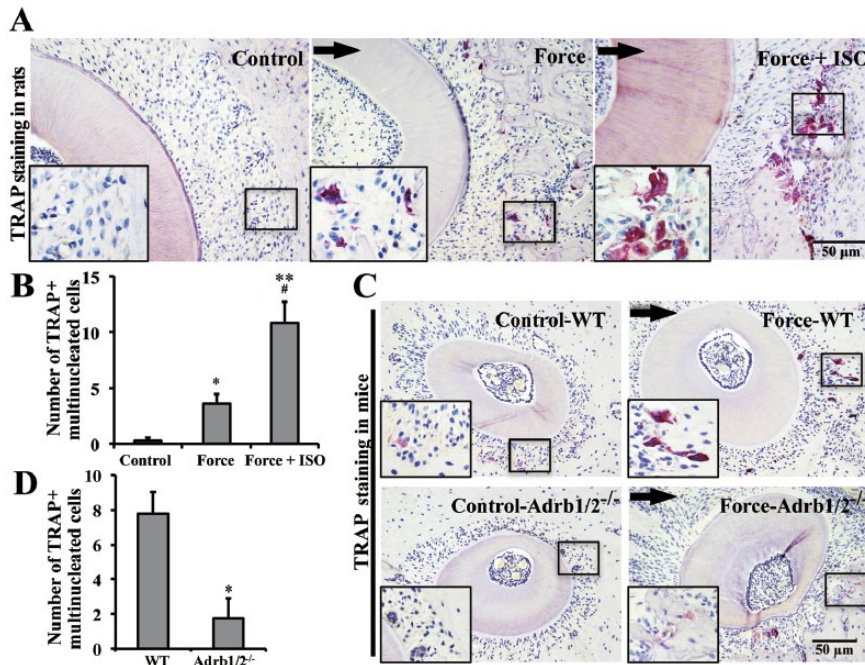 A
TRAP staining in rats
Control
Force
Force + ISO
50 µm
B
Number of TRAP+
multinucleated cells
15
10
5
0
**
#
*
Control Force Force + ISO
C
TRAP staining in mice
Control-WT
Force-WT
Control-Adrb1/2-/-
Force-Adrb1/2-/-
50 µm
D
Number of TRAP+
multinucleated cells
10
8
6
4
2
0
*
WT Adrb1/2-/-